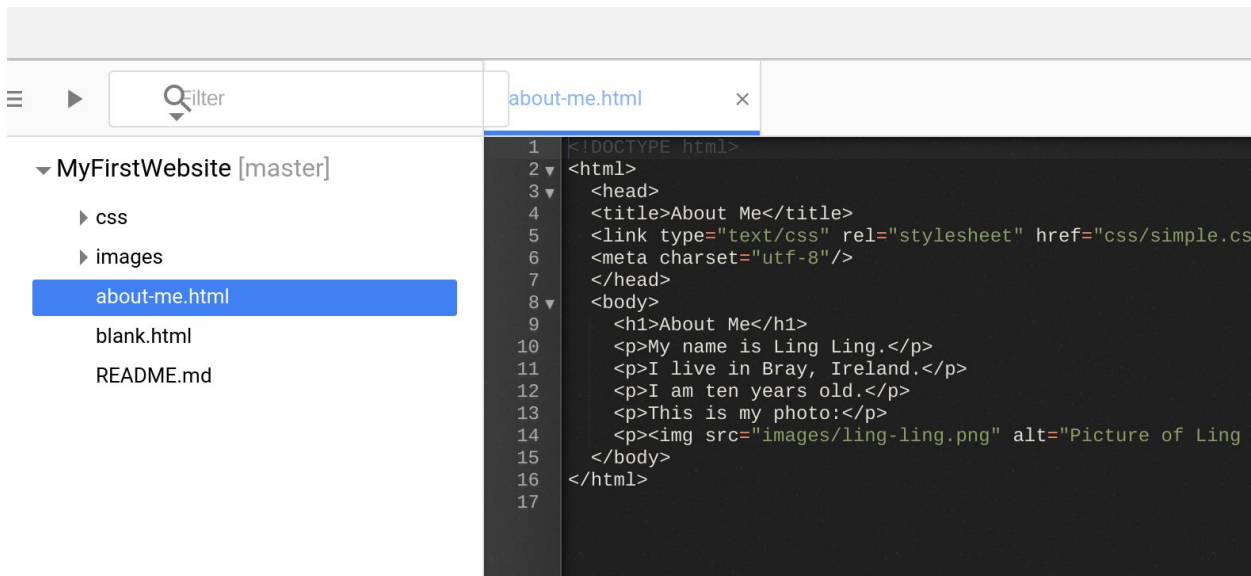 Filter
about-me.html
MyFirstWebsite [master]
css
images
about-me.html
blank.html
README.md
1 <!DOCTYPE html>
2 <html>
3 <head>
4 <title>About Me</title>
5 <link type="text/css" rel="stylesheet" href="css/simple.cs
6 <meta charset="utf-8"/>
7 </head>
8 <body>
9 <h1>About Me</h1>
10 <p>My name is Ling Ling.</p>
11 <p>I live in Bray, Ireland.</p>
12 <p>I am ten years old.</p>
13 <p>This is my photo:</p>
14 <p><img src="images/ling-ling.png" alt="Picture of Ling
15 </body>
16 </html>
17